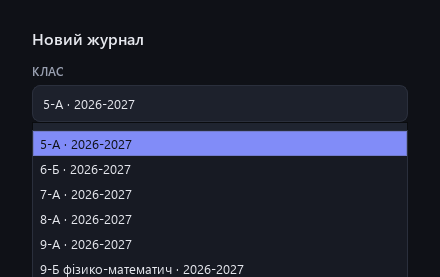 Новий журнал
КЛАС
5-А · 2026-2027
5-А · 2026-2027
6-Б · 2026-2027
7-А · 2026-2027
8-А · 2026-2027
9-А · 2026-2027
9-Б фізико-математич · 2026-2027